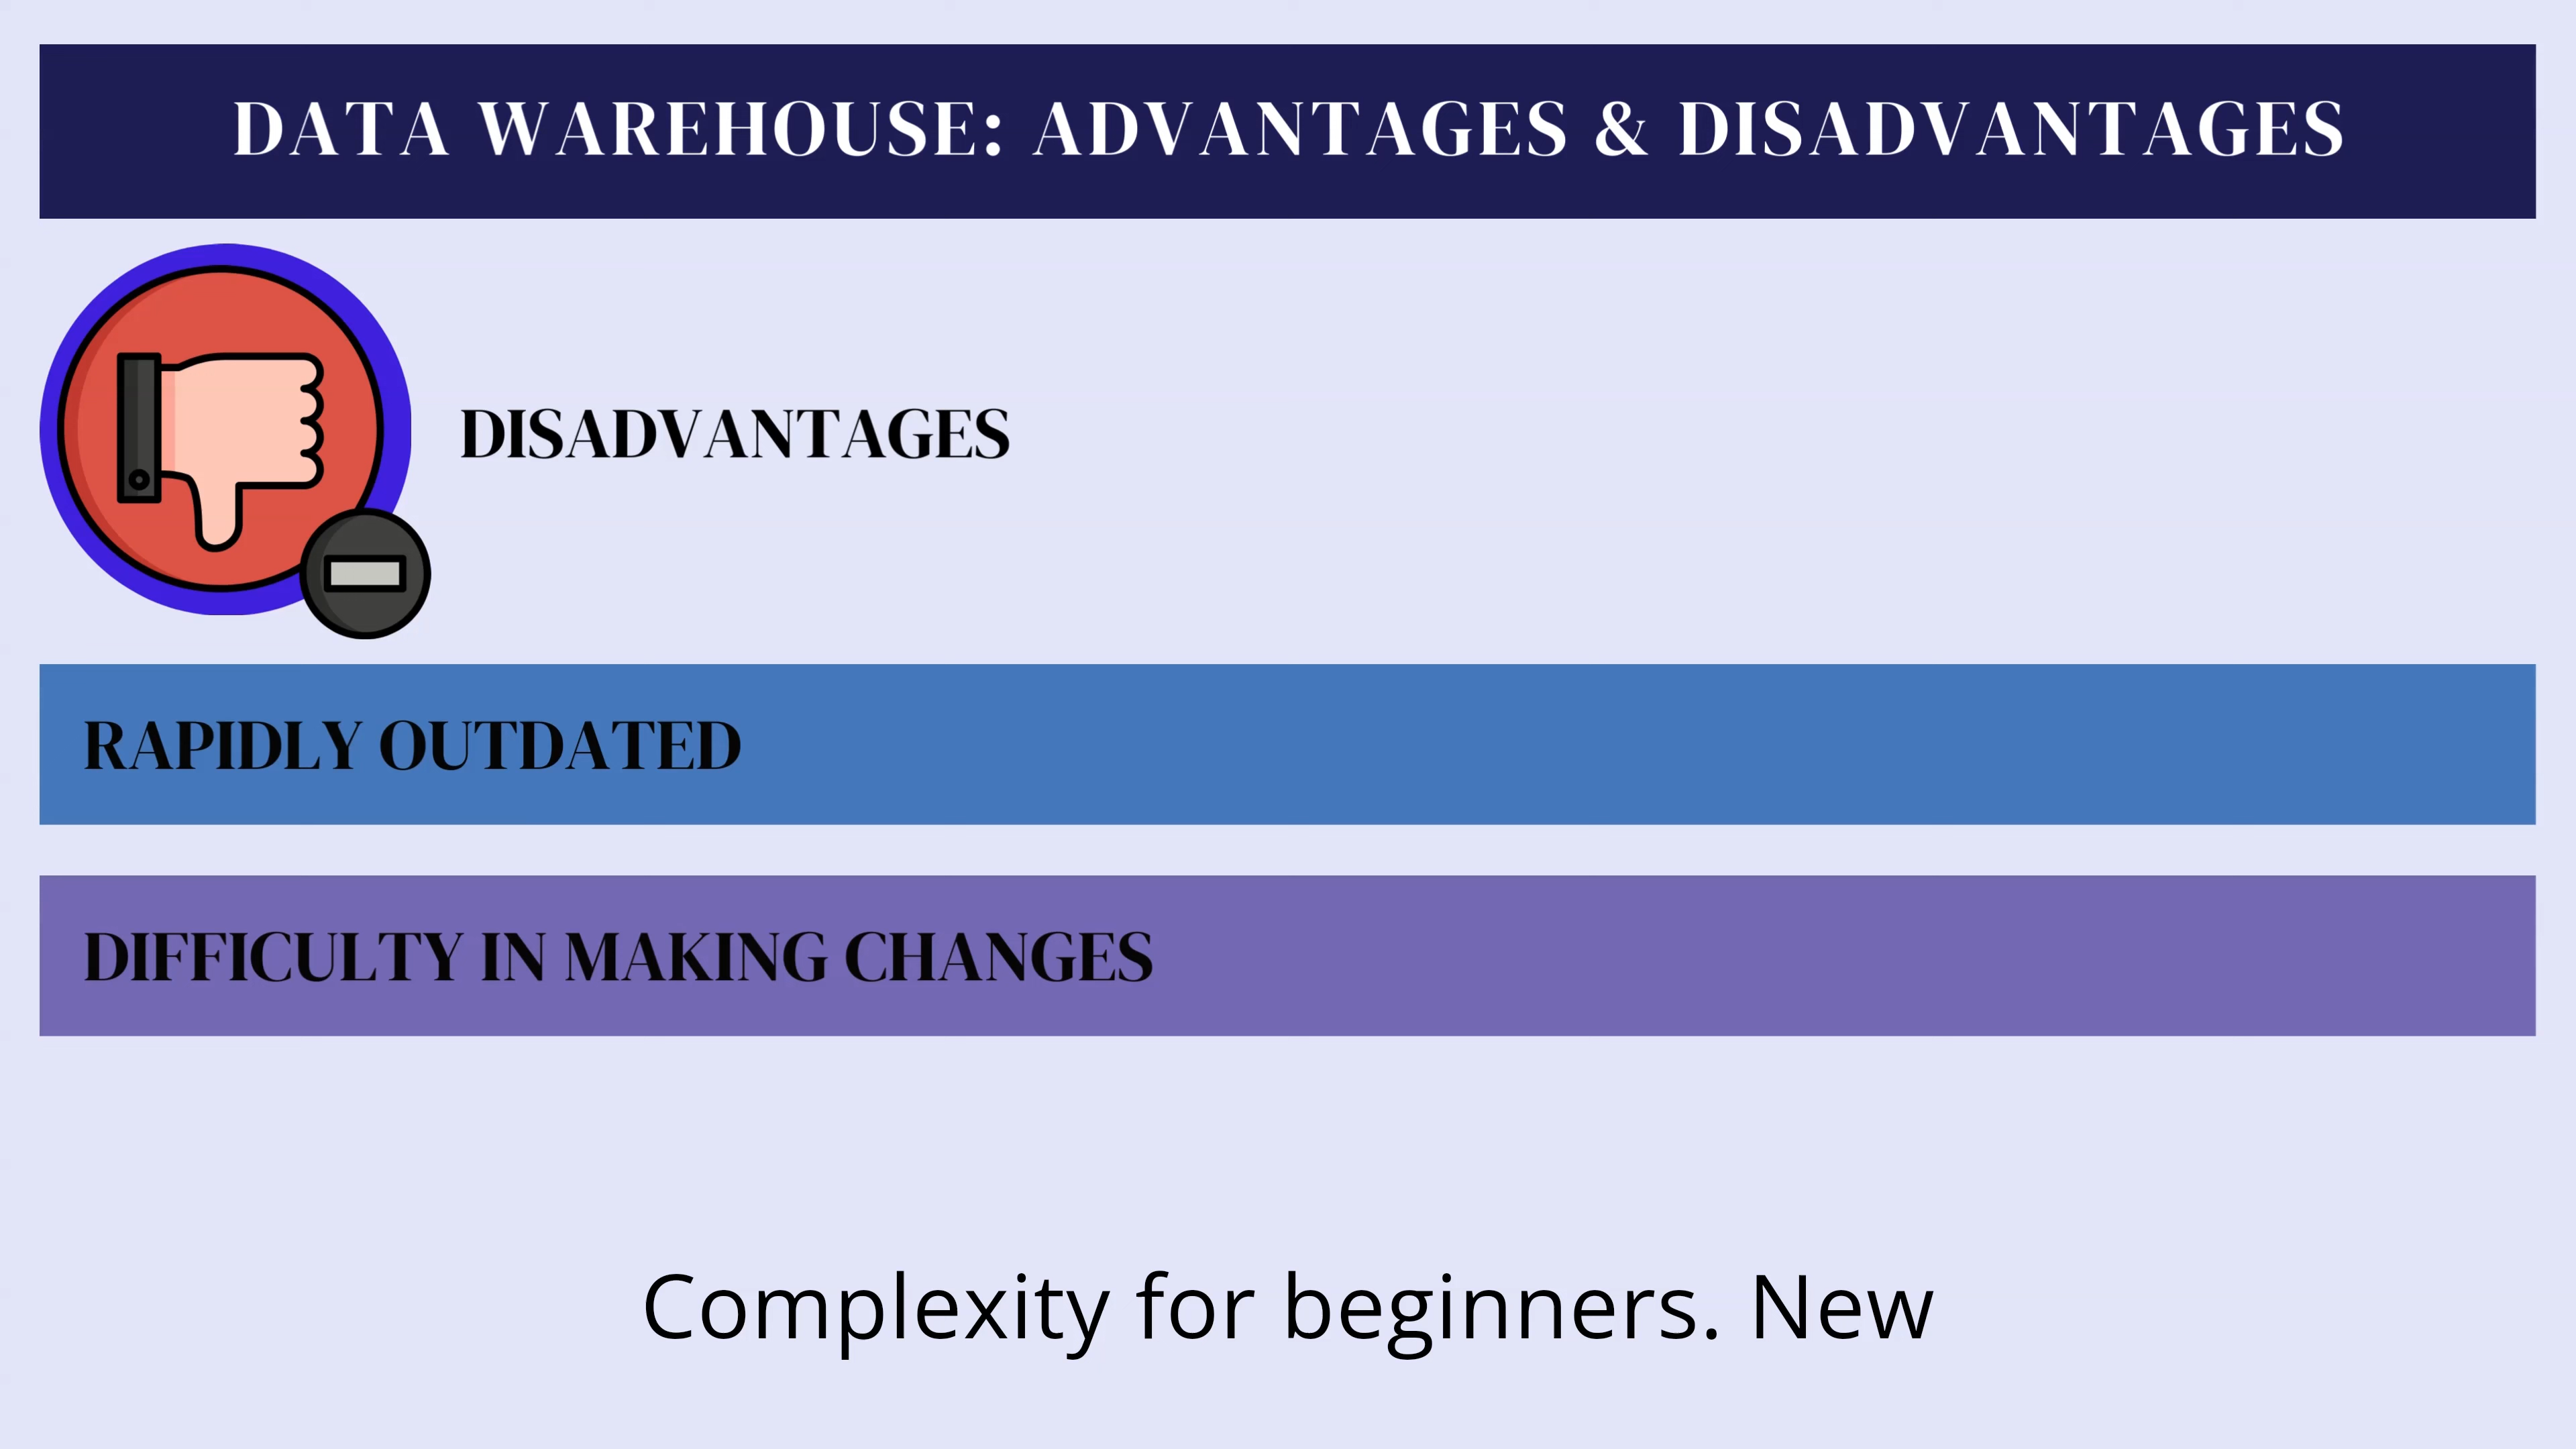 DATA WAREHOUSE: ADVANTAGES & DISADVANTAGES
DISADVANTAGES
RAPIDLY OUTDATED
DIFFICULTY IN MAKING CHANGES
Complexity for beginners. New